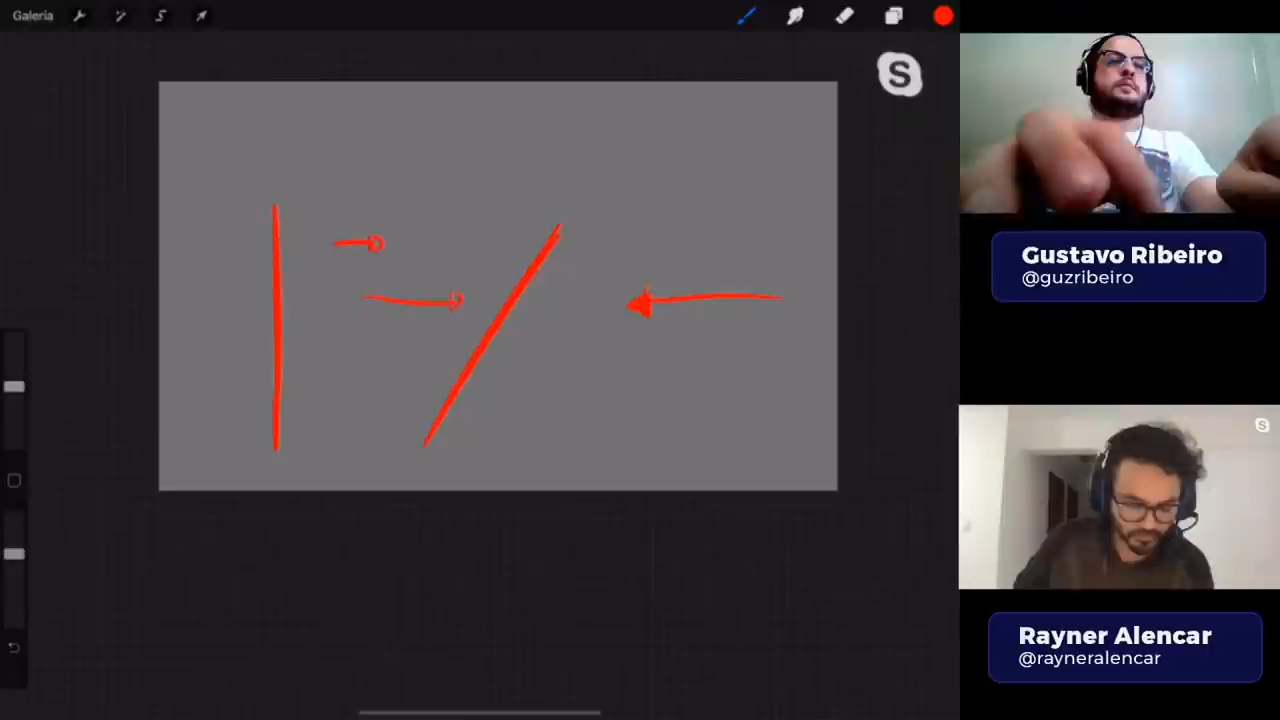 Galeria
S
Gustavo Ribeiro
@guzribeiro
Rayner Alencar
@rayneralencar